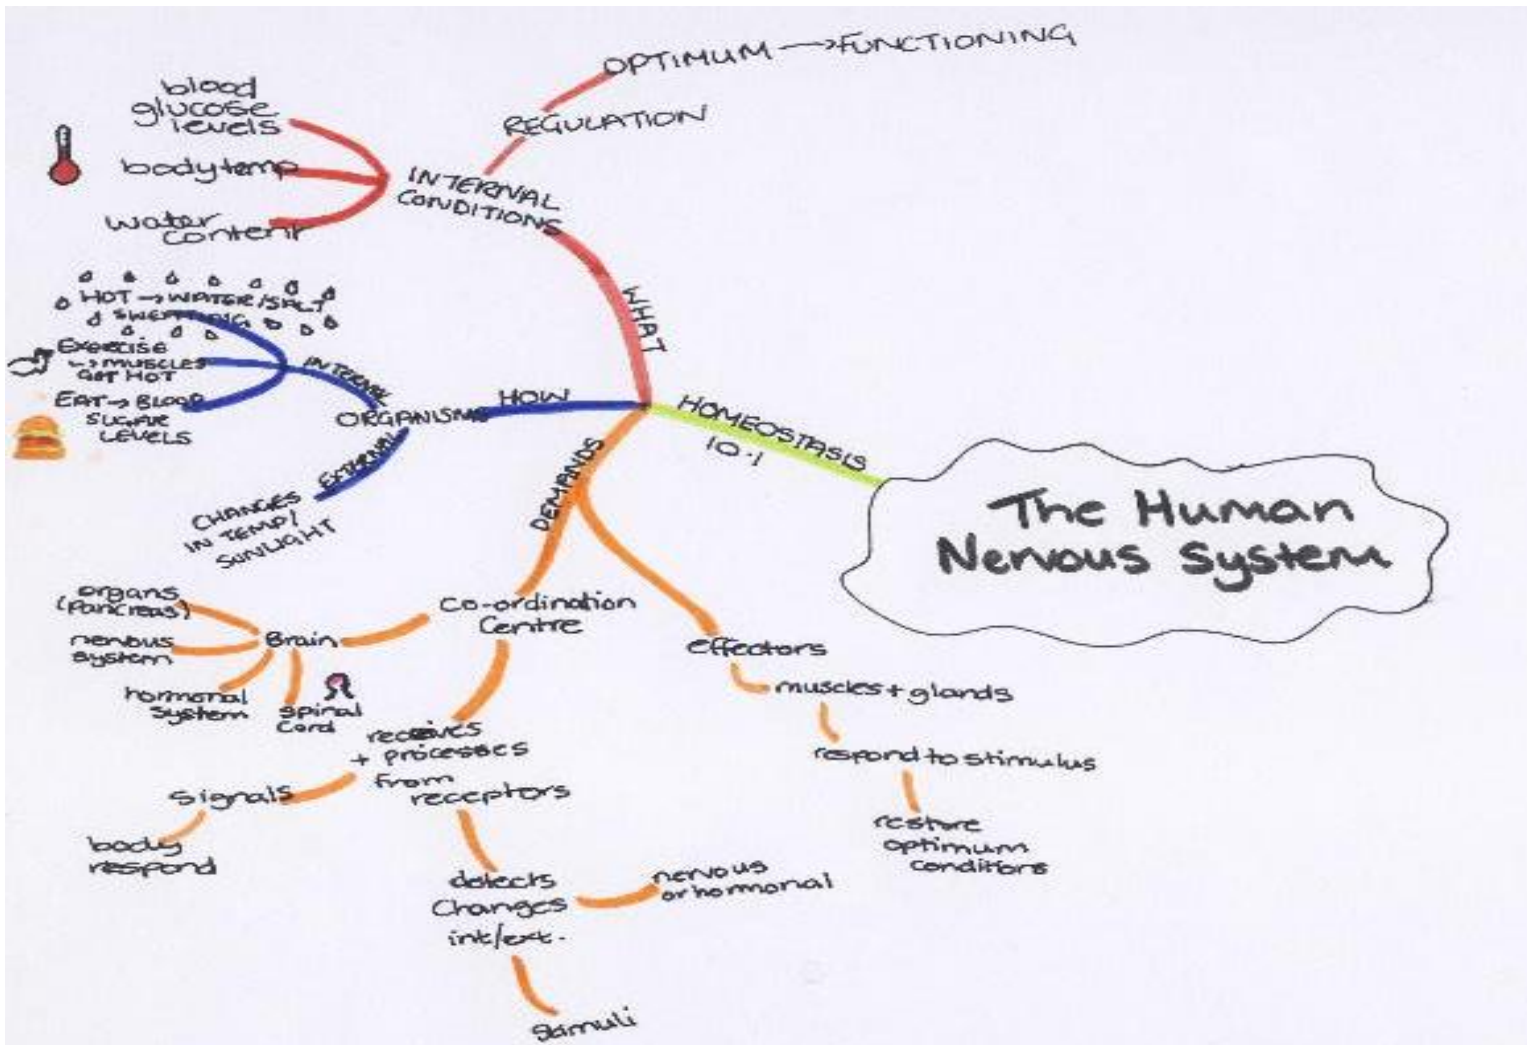 The Human
Nervous System
HOMEOSTASIS
10.1
WHAT
INTERNAL
CONDITIONS
REGULATION
OPTIMUM → FUNCTIONING
blood
glucose
levels
body temp
water
content
HOW
ORGANISMS
INTERNAL
HOT → WATER/SALT
SWEATING
Exercise
↳ MUSCLES
GET HOT
EAT → BLOOD
SUGAR
LEVELS
EXTERNAL
CHANGES
IN TEMP/
SUNLIGHT
DEMANDS
Co-ordination
Centre
Brain
organs
(pancreas)
nervous
system
hormonal
system
spinal
Cord
receives
+ processes
from
receptors
signals
body
respond
detects
Changes
int/ext.
nervous
or hormonal
stimuli
effectors
muscles + glands
respond to stimulus
restore
optimum
conditions